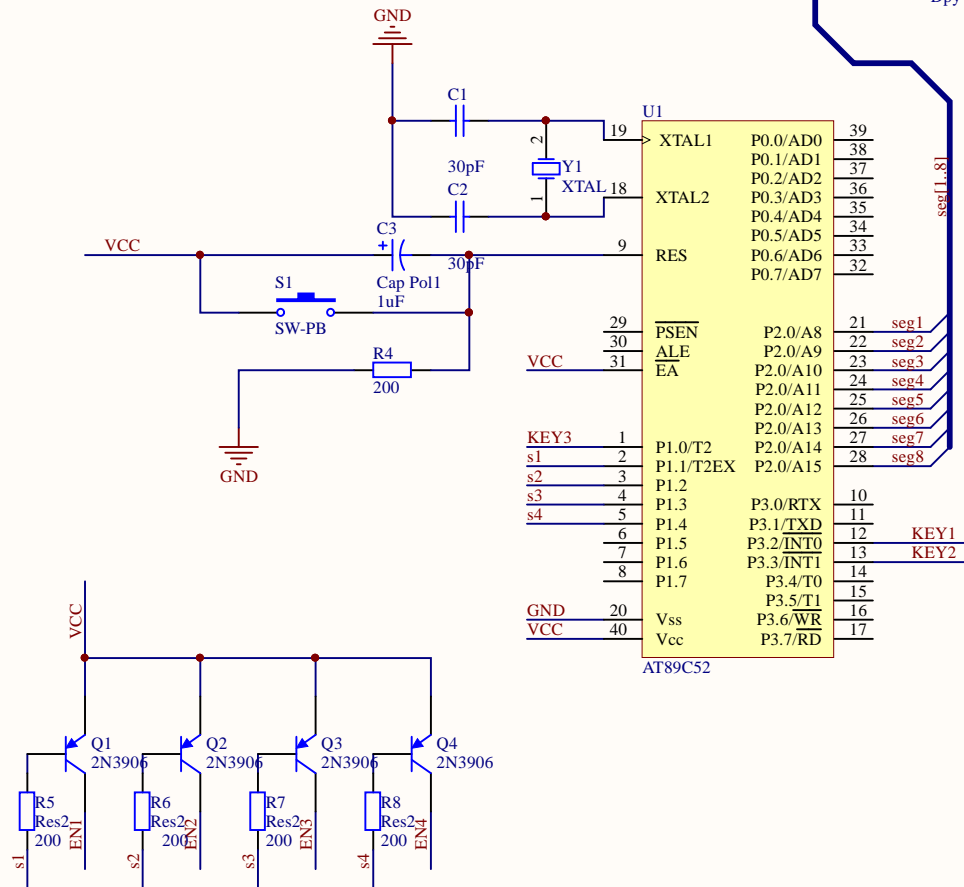 Dpy
GND
C1
30pF
C2
30pF
2
1
Y1
XTAL
VCC
C3
Cap Pol1
1uF
S1
SW-PB
R4
200
GND
seg[1..8]
U1
19 XTAL1
18 XTAL2
9 RES
29 PSEN
30 ALE
VCC 31 EA
KEY3 1 P1.0/T2
s1 2 P1.1/T2EX
s2 3 P1.2
s3 4 P1.3
s4 5 P1.4
6 P1.5
7 P1.6
8 P1.7
GND 20 Vss
VCC 40 Vcc
P0.0/AD0 39
P0.1/AD1 38
P0.2/AD2 37
P0.3/AD3 36
P0.4/AD4 35
P0.5/AD5 34
P0.6/AD6 33
P0.7/AD7 32
P2.0/A8 21 seg1
P2.0/A9 22 seg2
P2.0/A10 23 seg3
P2.0/A11 24 seg4
P2.0/A12 25 seg5
P2.0/A13 26 seg6
P2.0/A14 27 seg7
P2.0/A15 28 seg8
P3.0/RTX 10
P3.1/TXD 11
P3.2/INT0 12 KEY1
P3.3/INT1 13 KEY2
P3.4/T0 14
P3.5/T1 15
P3.6/WR 16
P3.7/RD 17
AT89C52
VCC
Q1
2N3906
Q2
2N3906
Q3
2N3906
Q4
2N3906
R5
Res2
200
s1
EN1
R6
Res2
200
s2
EN2
R7
Res2
200
s3
EN3
R8
Res2
200
s4
EN4